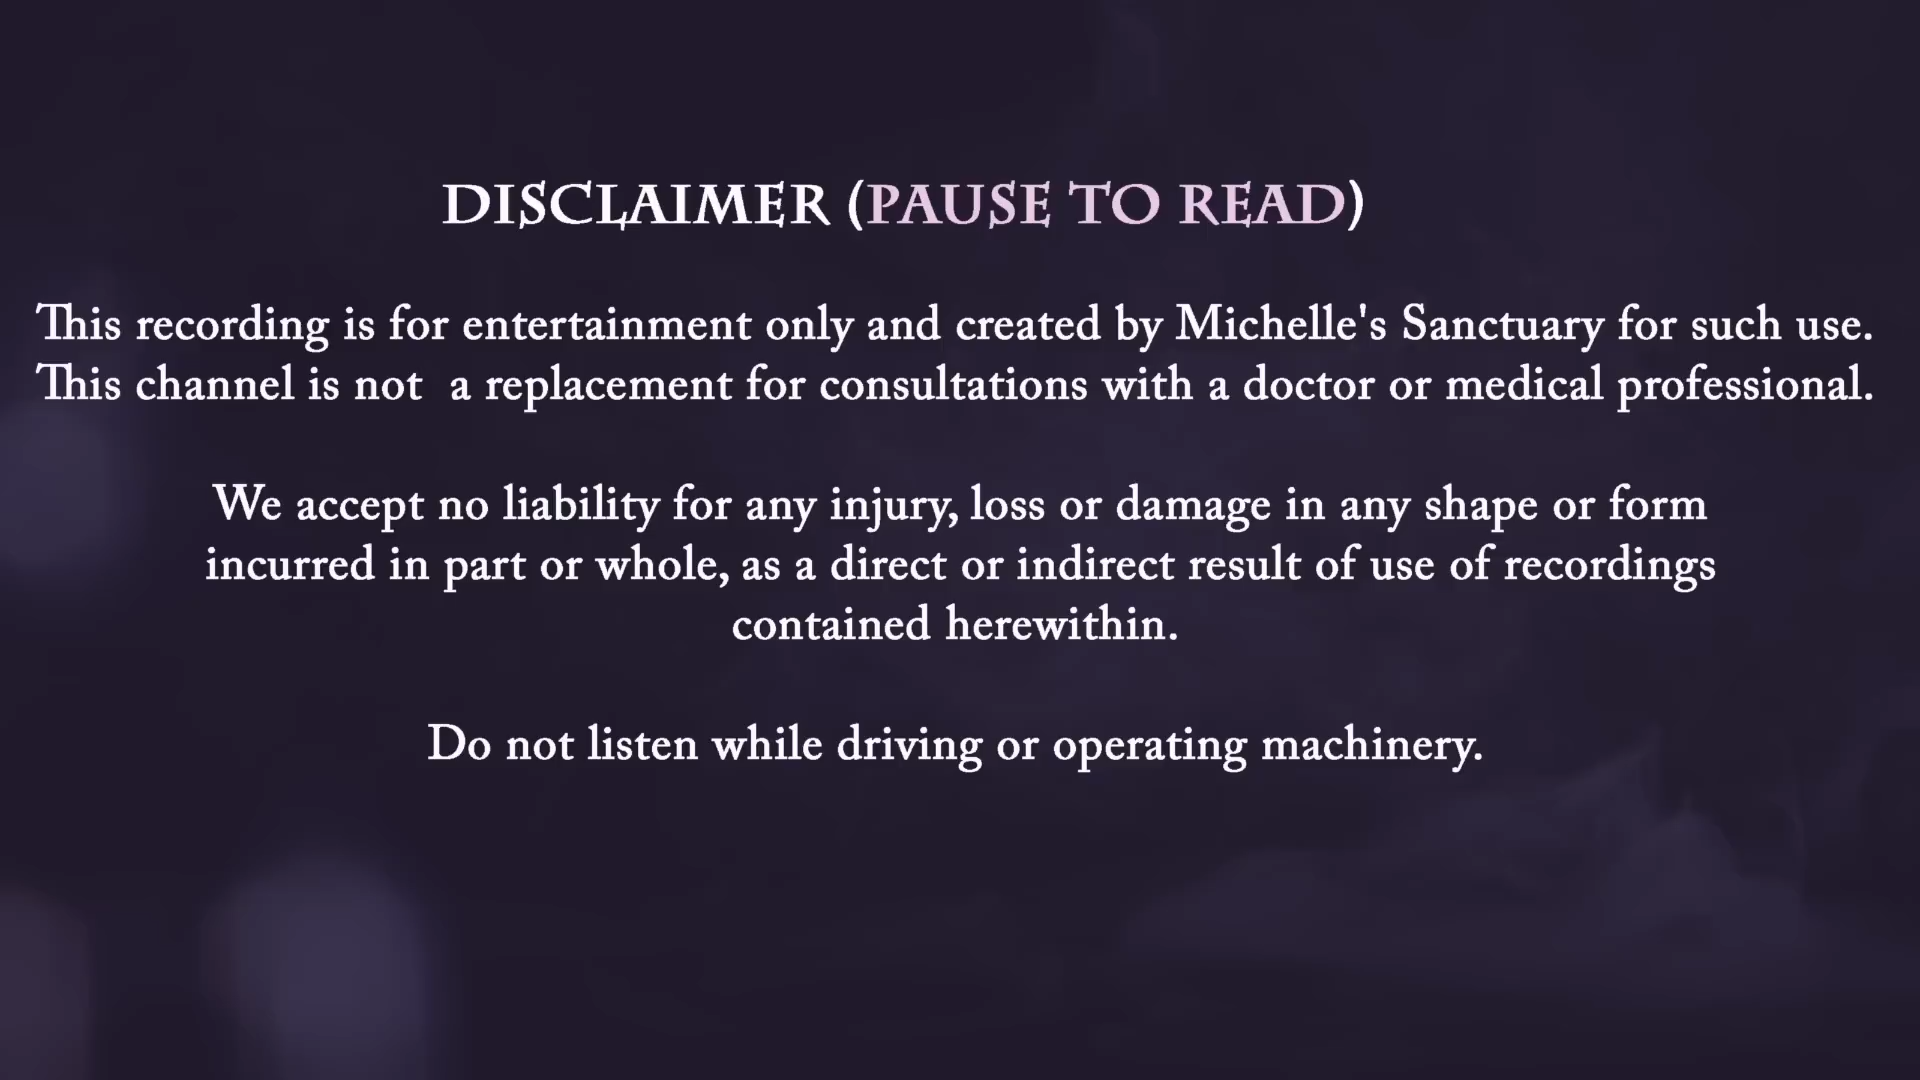 DISCLAIMER (PAUSE TO READ)
This recording is for entertainment only and created by Michelle's Sanctuary for such use.
This channel is not  a replacement for consultations with a doctor or medical professional.
We accept no liability for any injury, loss or damage in any shape or form
incurred in part or whole, as a direct or indirect result of use of recordings
contained herewithin.
Do not listen while driving or operating machinery.